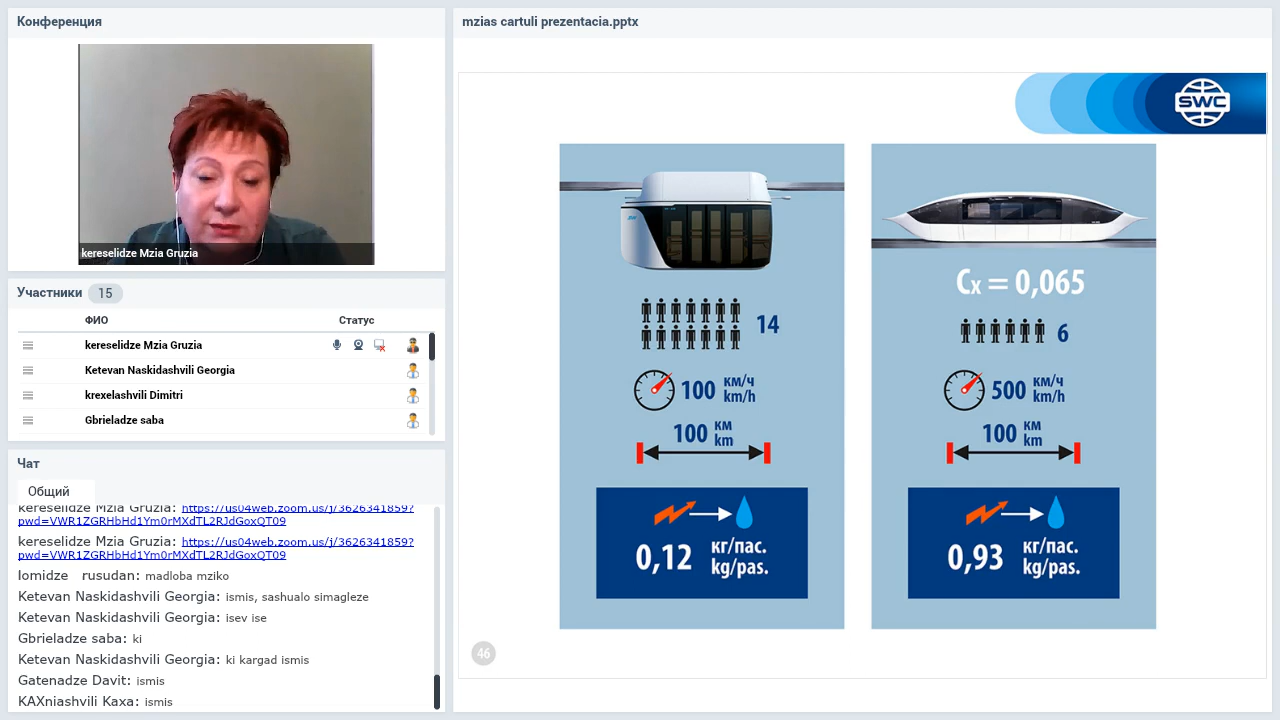 Конференция
kereselidze Mzia Gruzia
Участники 15
ФИО Статус
kereselidze Mzia Gruzia
Ketevan Naskidashvili Georgia
krexelashvili Dimitri
Gbrieladze saba
Чат
Общий
kereselidze Mzia Gruzia: https://us04web.zoom.us/j/3626341859?
pwd=VWR1ZGRHbHd1Ym0rMXdTL2RJdGoxQT09
kereselidze Mzia Gruzia: https://us04web.zoom.us/j/3626341859?
pwd=VWR1ZGRHbHd1Ym0rMXdTL2RJdGoxQT09
lomidze rusudan: madloba mziko
Ketevan Naskidashvili Georgia: ismis, sashualo simagleze
Ketevan Naskidashvili Georgia: isev ise
Gbrieladze saba: ki
Ketevan Naskidashvili Georgia: ki kargad ismis
Gatenadze Davit: ismis
KAXniashvili Kaxa: ismis
mzias cartuli prezentacia.pptx
SWC
14
100 км/ч
km/h
100 км
km
0,12 кг/пас.
kg/pas.
Cx = 0,065
6
500 км/ч
km/h
100 км
km
0,93 кг/пас.
kg/pas.
46